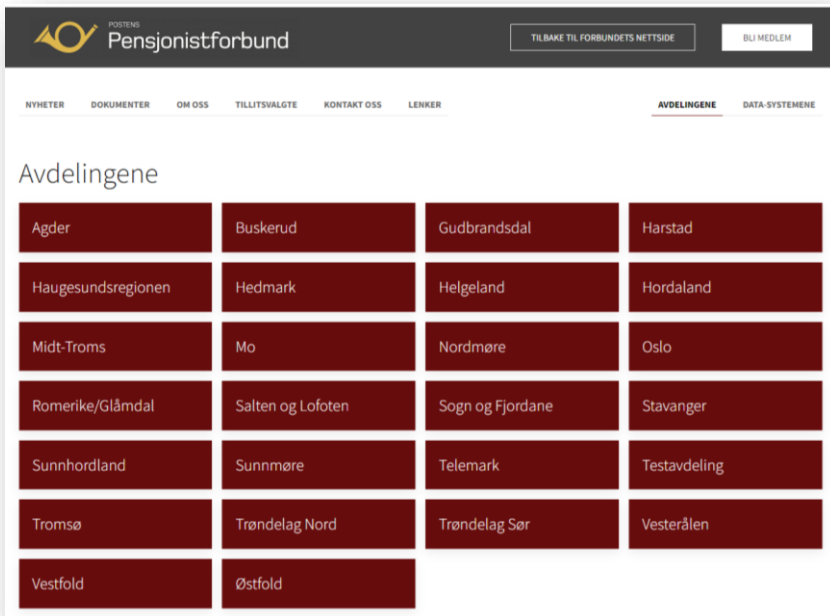 POSTENS
Pensjonistforbund
TILBAKE TIL FORBUNDETS NETTSIDE
BLI MEDLEM
NYHETER DOKUMENTER OM OSS TILLITSVALGTE KONTAKT OSS LENKER AVDELINGENE DATA-SYSTEMENE
Avdelingene
Agder Buskerud Gudbrandsdal Harstad
Haugesundsregionen Hedmark Helgeland Hordaland
Midt-Troms Mo Nordmøre Oslo
Romerike/Glåmdal Salten og Lofoten Sogn og Fjordane Stavanger
Sunnhordland Sunnmøre Telemark Testavdeling
Tromsø Trøndelag Nord Trøndelag Sør Vesterålen
Vestfold Østfold